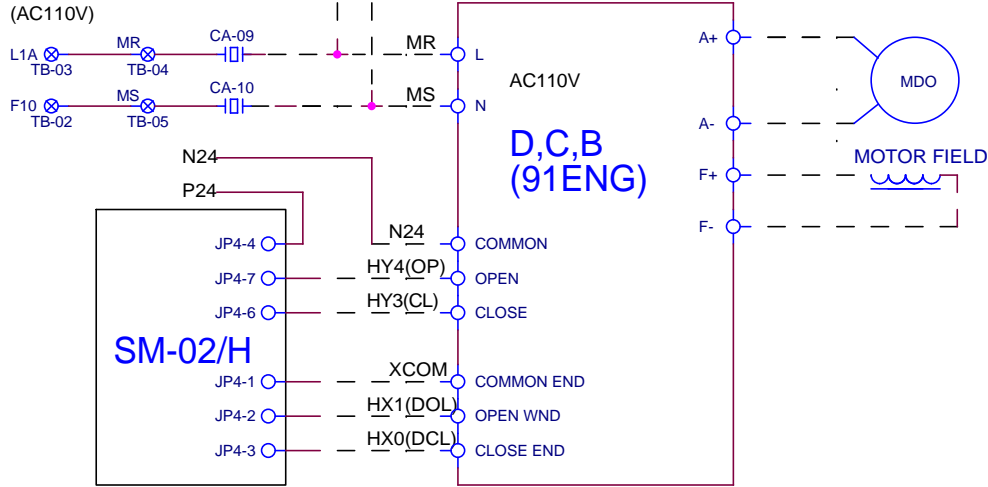 (AC110V)
L1A TB-03 MR TB-04 CA-09 MR L
F10 TB-02 MS TB-05 CA-10 MS N
AC110V
D,C,B
(91ENG)
A+
MDO
A-
MOTOR FIELD
F+
F-
N24
P24
JP4-4 N24 COMMON
JP4-7 HY4(OP) OPEN
JP4-6 HY3(CL) CLOSE
SM-02/H
JP4-1 XCOM COMMON END
JP4-2 HX1(DOL) OPEN WND
JP4-3 HX0(DCL) CLOSE END